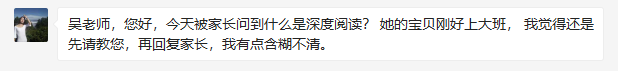 吴老师，您好，今天被家长问到什么是深度阅读？ 她的宝贝刚好上大班， 我觉得还是
先请教您，再回复家长，我有点含糊不清。